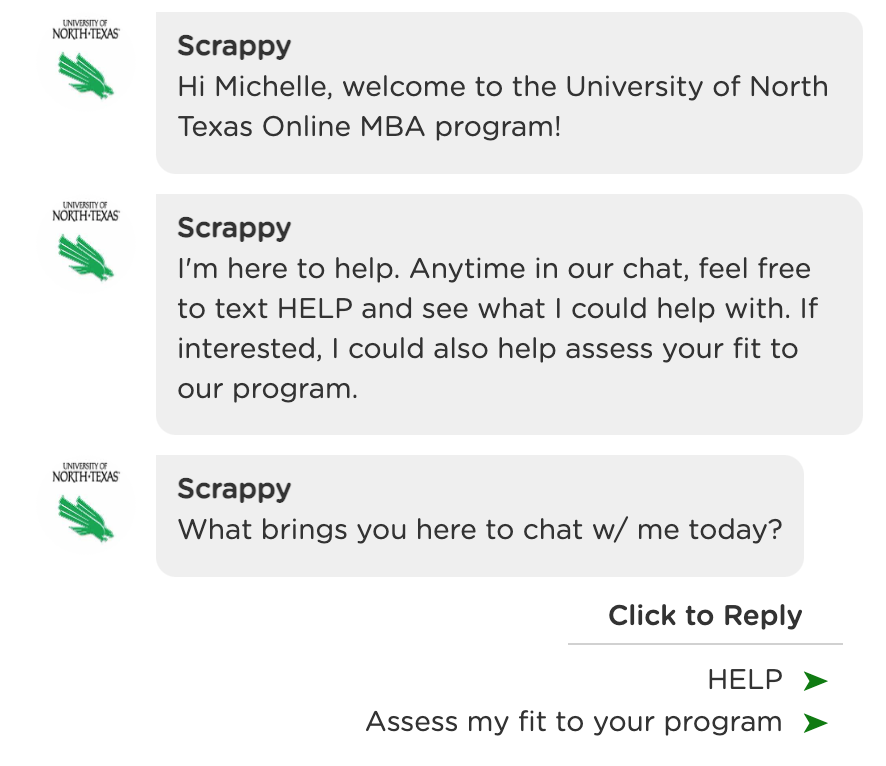 UNIVERSITY OF
NORTH·TEXAS
Scrappy
Hi Michelle, welcome to the University of North
Texas Online MBA program!
UNIVERSITY OF
NORTH·TEXAS
Scrappy
I'm here to help. Anytime in our chat, feel free
to text HELP and see what I could help with. If
interested, I could also help assess your fit to
our program.
UNIVERSITY OF
NORTH·TEXAS
Scrappy
What brings you here to chat w/ me today?
Click to Reply
HELP
Assess my fit to your program